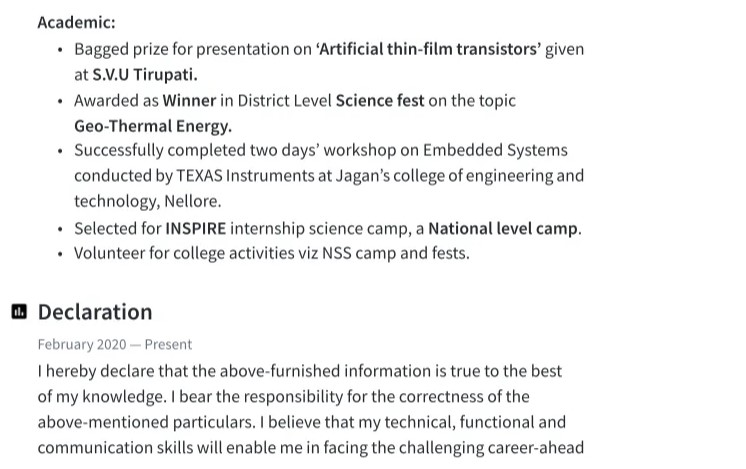 Academic:
• Bagged prize for presentation on ‘Artificial thin-film transistors’ given
at S.V.U Tirupati.
• Awarded as Winner in District Level Science fest on the topic
Geo-Thermal Energy.
• Successfully completed two days’ workshop on Embedded Systems
conducted by TEXAS Instruments at Jagan’s college of engineering and
technology, Nellore.
• Selected for INSPIRE internship science camp, a National level camp.
• Volunteer for college activities viz NSS camp and fests.
Declaration
February 2020 — Present
I hereby declare that the above-furnished information is true to the best
of my knowledge. I bear the responsibility for the correctness of the
above-mentioned particulars. I believe that my technical, functional and
communication skills will enable me in facing the challenging career-ahead